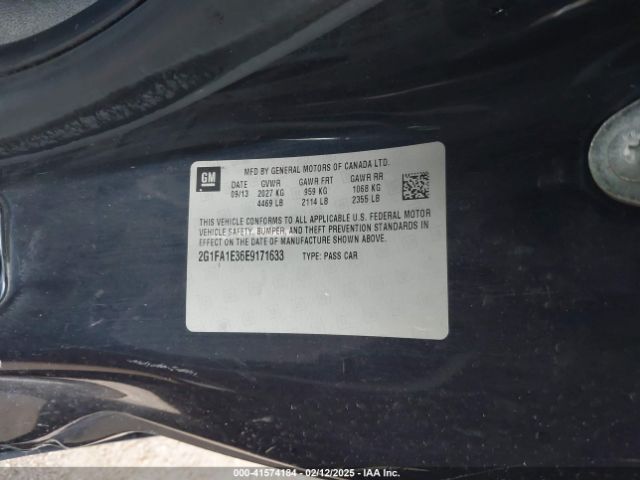 GM
MFD BY GENERAL MOTORS OF CANADA LTD.
DATE GVWR GAWR FRT GAWR RR
09/13 2027 KG 959 KG 1068 KG
4469 LB 2114 LB 2355 LB
THIS VEHICLE CONFORMS TO ALL APPLICABLE U.S. FEDERAL MOTOR
VEHICLE SAFETY, BUMPER, AND THEFT PREVENTION STANDARDS IN
EFFECT ON THE DATE OF MANUFACTURE SHOWN ABOVE.
2G1FA1E36E9171633 TYPE: PASS CAR
000-41574184 - 02/12/2025 - IAA Inc.